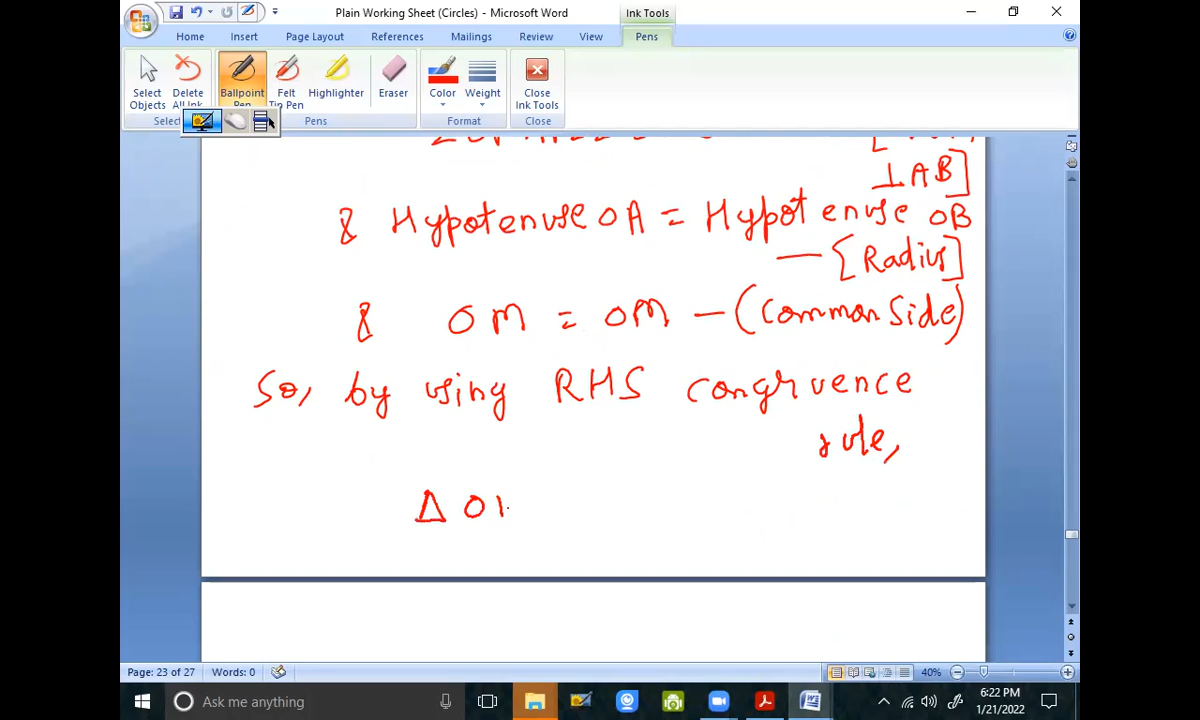 Plain Working Sheet (Circles) - Microsoft Word
Ink Tools
Home Insert Page Layout References Mailings Review View Pens
Select Objects
Delete All Ink
Ballpoint Pen
Felt Tip Pen
Highlighter
Eraser
Color
Weight
Close Ink Tools
Select
Pens
Format
Close
⊥AB]
& Hypotenuse OA = Hypotenuse OB
— [Radius]
& OM = OM — (Common Side)
So, by using RHS congruence
rule,
Δ O
Page: 23 of 27 Words: 0 40%
Ask me anything
6:22 PM
1/21/2022